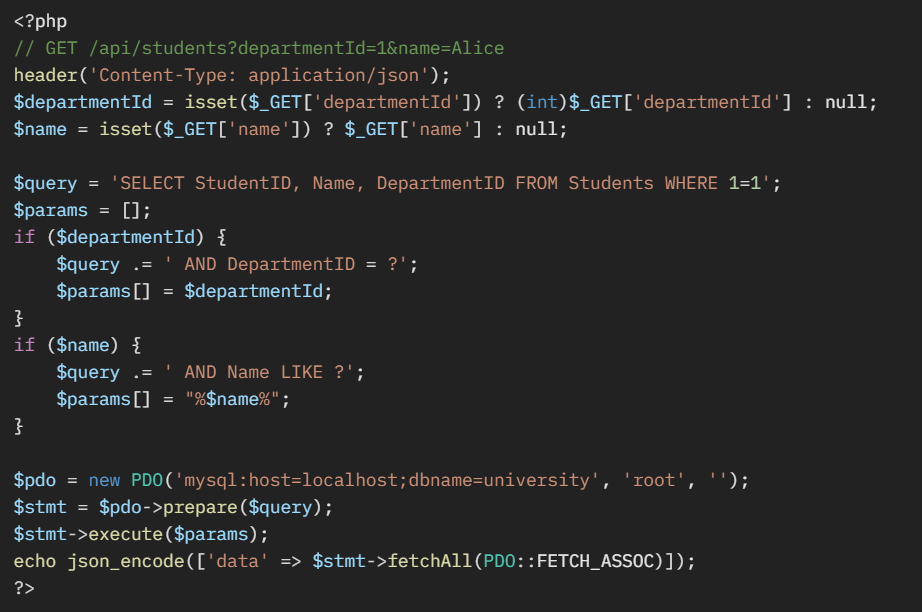 <?php
// GET /api/students?departmentId=1&name=Alice
header('Content-Type: application/json');
$departmentId = isset($_GET['departmentId']) ? (int)$_GET['departmentId'] : null;
$name = isset($_GET['name']) ? $_GET['name'] : null;

$query = 'SELECT StudentID, Name, DepartmentID FROM Students WHERE 1=1';
$params = [];
if ($departmentId) {
    $query .= ' AND DepartmentID = ?';
    $params[] = $departmentId;
}
if ($name) {
    $query .= ' AND Name LIKE ?';
    $params[] = "%$name%";
}

$pdo = new PDO('mysql:host=localhost;dbname=university', 'root', '');
$stmt = $pdo->prepare($query);
$stmt->execute($params);
echo json_encode(['data' => $stmt->fetchAll(PDO::FETCH_ASSOC)]);
?>